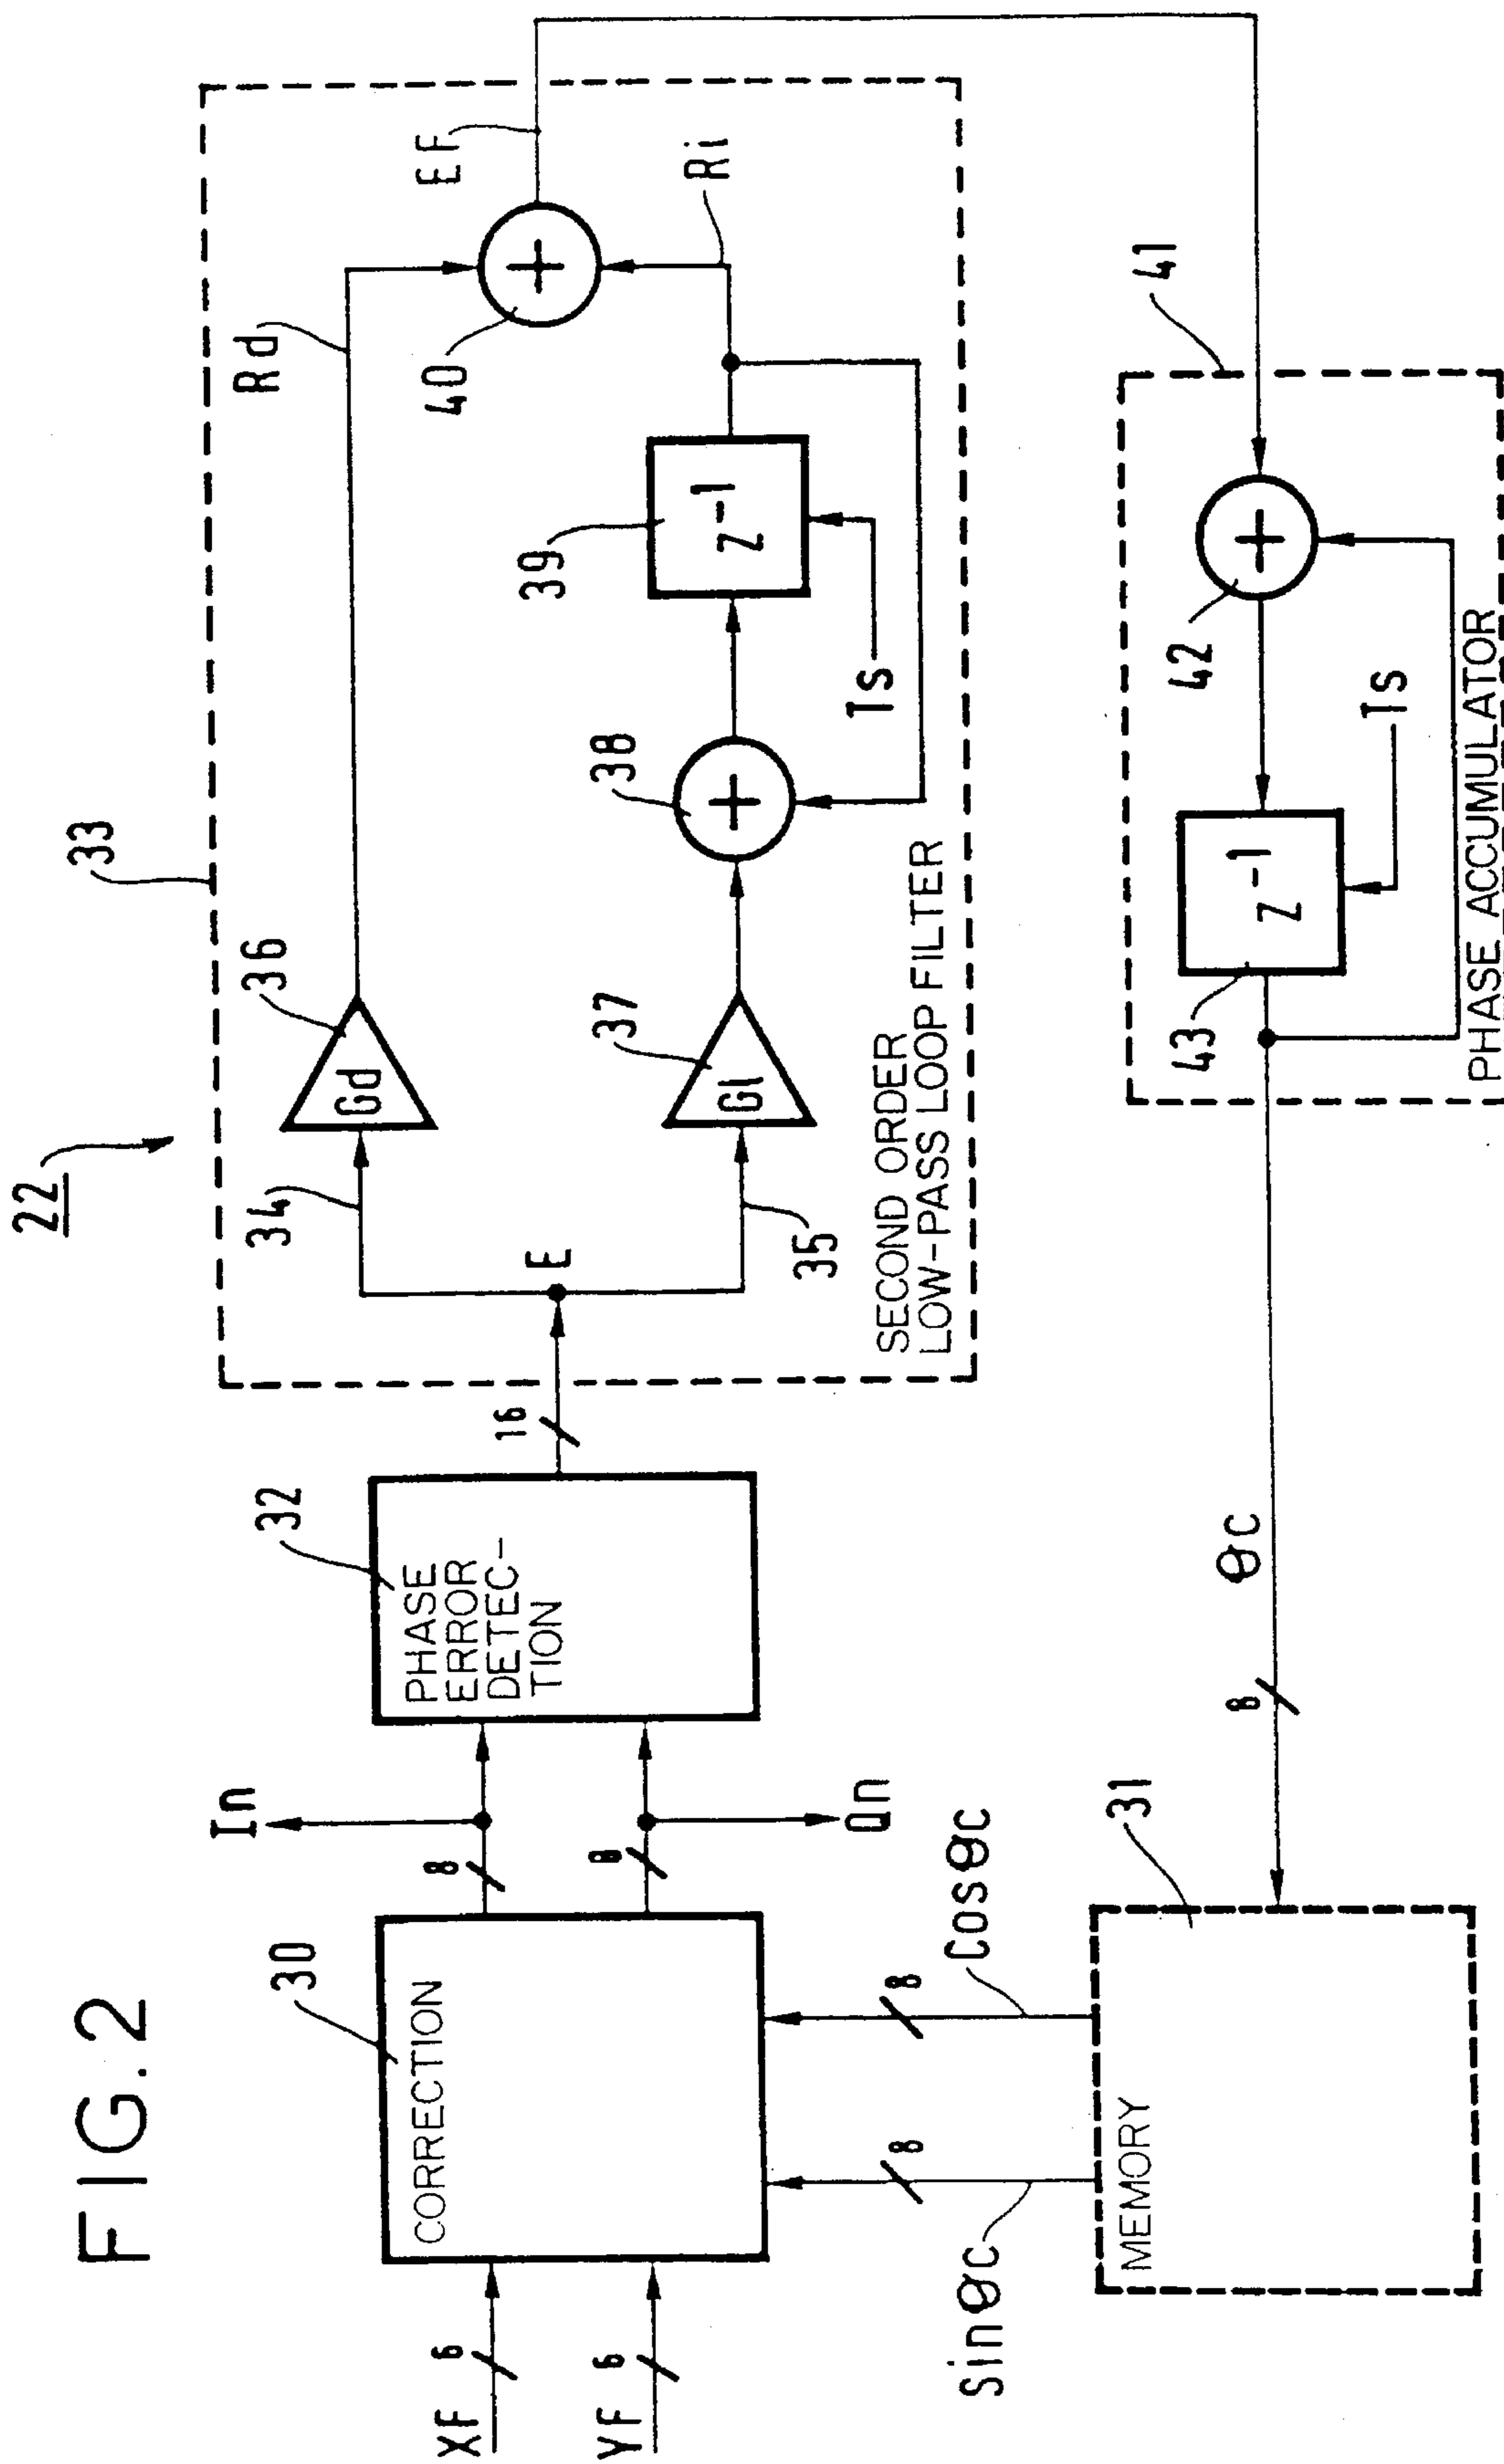 FIG.2
22
33
XF
6
YF
6
30
CORRECTION
8
8
In
Qn
32
PHASE
ERROR
DETEC-
TION
16
E
34
35
36
Gd
37
Gi
38
39
z⁻¹
Ts
Rd
40
Ri
EF
SECOND ORDER
LOW-PASS LOOP FILTER
Sinθc
8
Cosθc
8
31
MEMORY
8
θc
43
z⁻¹
Ts
42
41
PHASE ACCUMULATOR